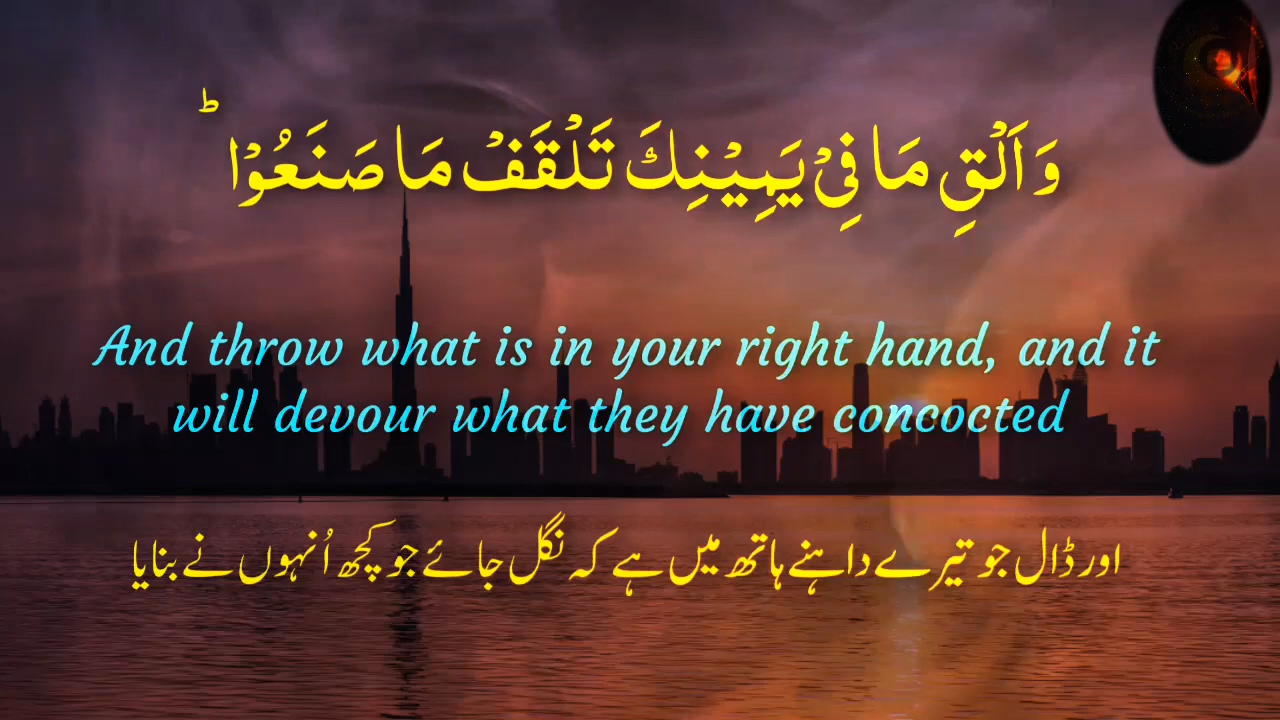 وَاَلْقِ مَا فِیْ یَمِیْنِكَ تَلْقَفْ مَا صَنَعُوْا ؕ
And throw what is in your right hand, and it
will devour what they have concocted
اور ڈال جو تیرے داہنے ہاتھ میں ہے کہ نگل جائے جو کچھ اُنہوں نے بنایا